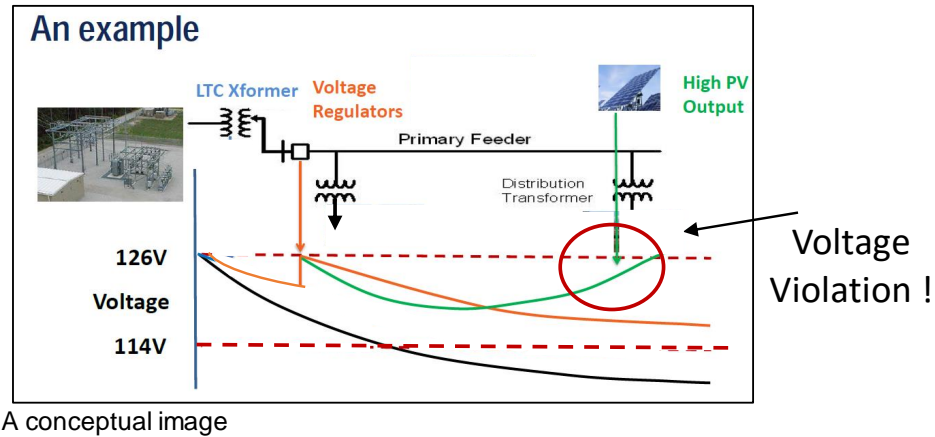 An example
LTC Xformer
Voltage
Regulators
High PV
Output
Primary Feeder
Distribution
Transformer
126V
Voltage
114V
Voltage
Violation !
A conceptual image